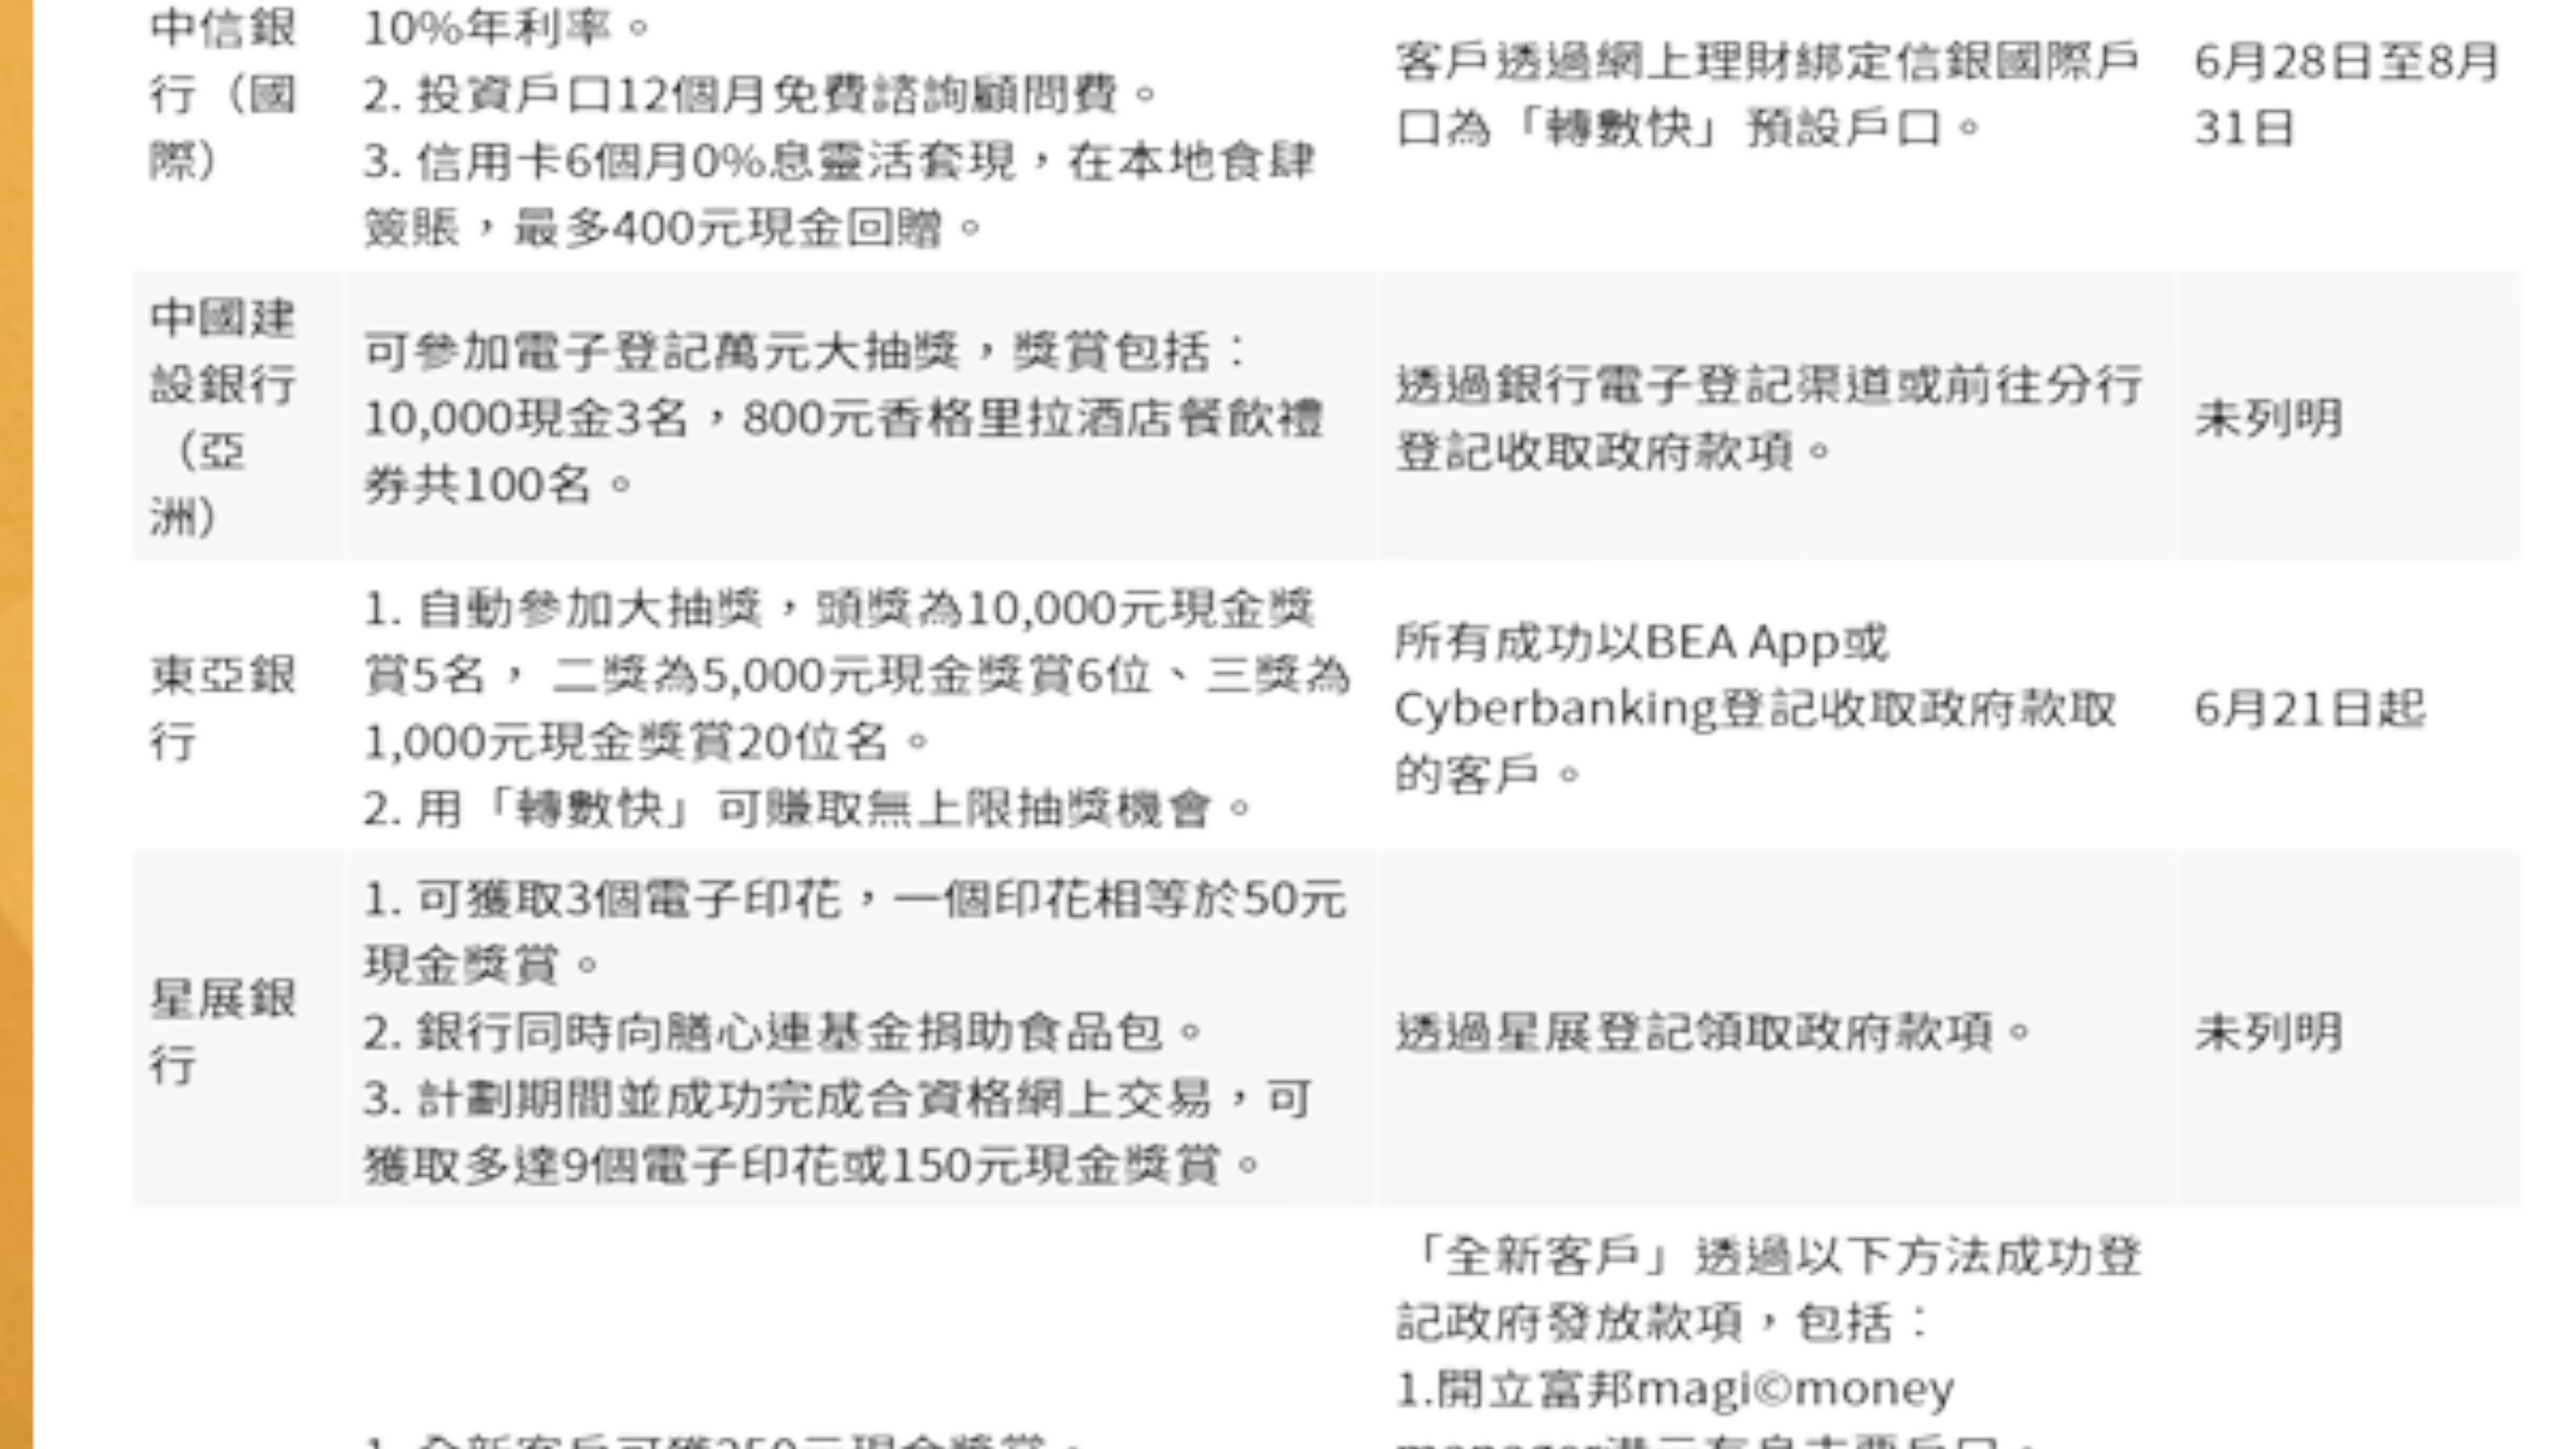 中信銀
行（國
際）
10%年利率。
2. 投資戶口12個月免費諮詢顧問費。
3. 信用卡6個月0%息靈活套現，在本地食肆
簽賬，最多400元現金回贈。
客戶透過網上理財綁定信銀國際戶
口為「轉數快」預設戶口。
6月28日至8月
31日
中國建
設銀行
（亞
洲）
可參加電子登記萬元大抽獎，獎賞包括：
10,000現金3名，800元香格里拉酒店餐飲禮
券共100名。
透過銀行電子登記渠道或前往分行
登記收取政府款項。
未列明
東亞銀
行
1. 自動參加大抽獎，頭獎為10,000元現金獎
賞5名， 二獎為5,000元現金獎賞6位、三獎為
1,000元現金獎賞20位名。
2. 用「轉數快」可賺取無上限抽獎機會。
所有成功以BEA App或
Cyberbanking登記收取政府款取
的客戶。
6月21日起
星展銀
行
1. 可獲取3個電子印花，一個印花相等於50元
現金獎賞。
2. 銀行同時向膳心連基金捐助食品包。
3. 計劃期間並成功完成合資格網上交易，可
獲取多達9個電子印花或150元現金獎賞。
透過星展登記領取政府款項。
未列明
1. 全新客戶可獲250元現金獎賞。
「全新客戶」透過以下方法成功登
記政府發放款項，包括：
1.開立富邦magi©money